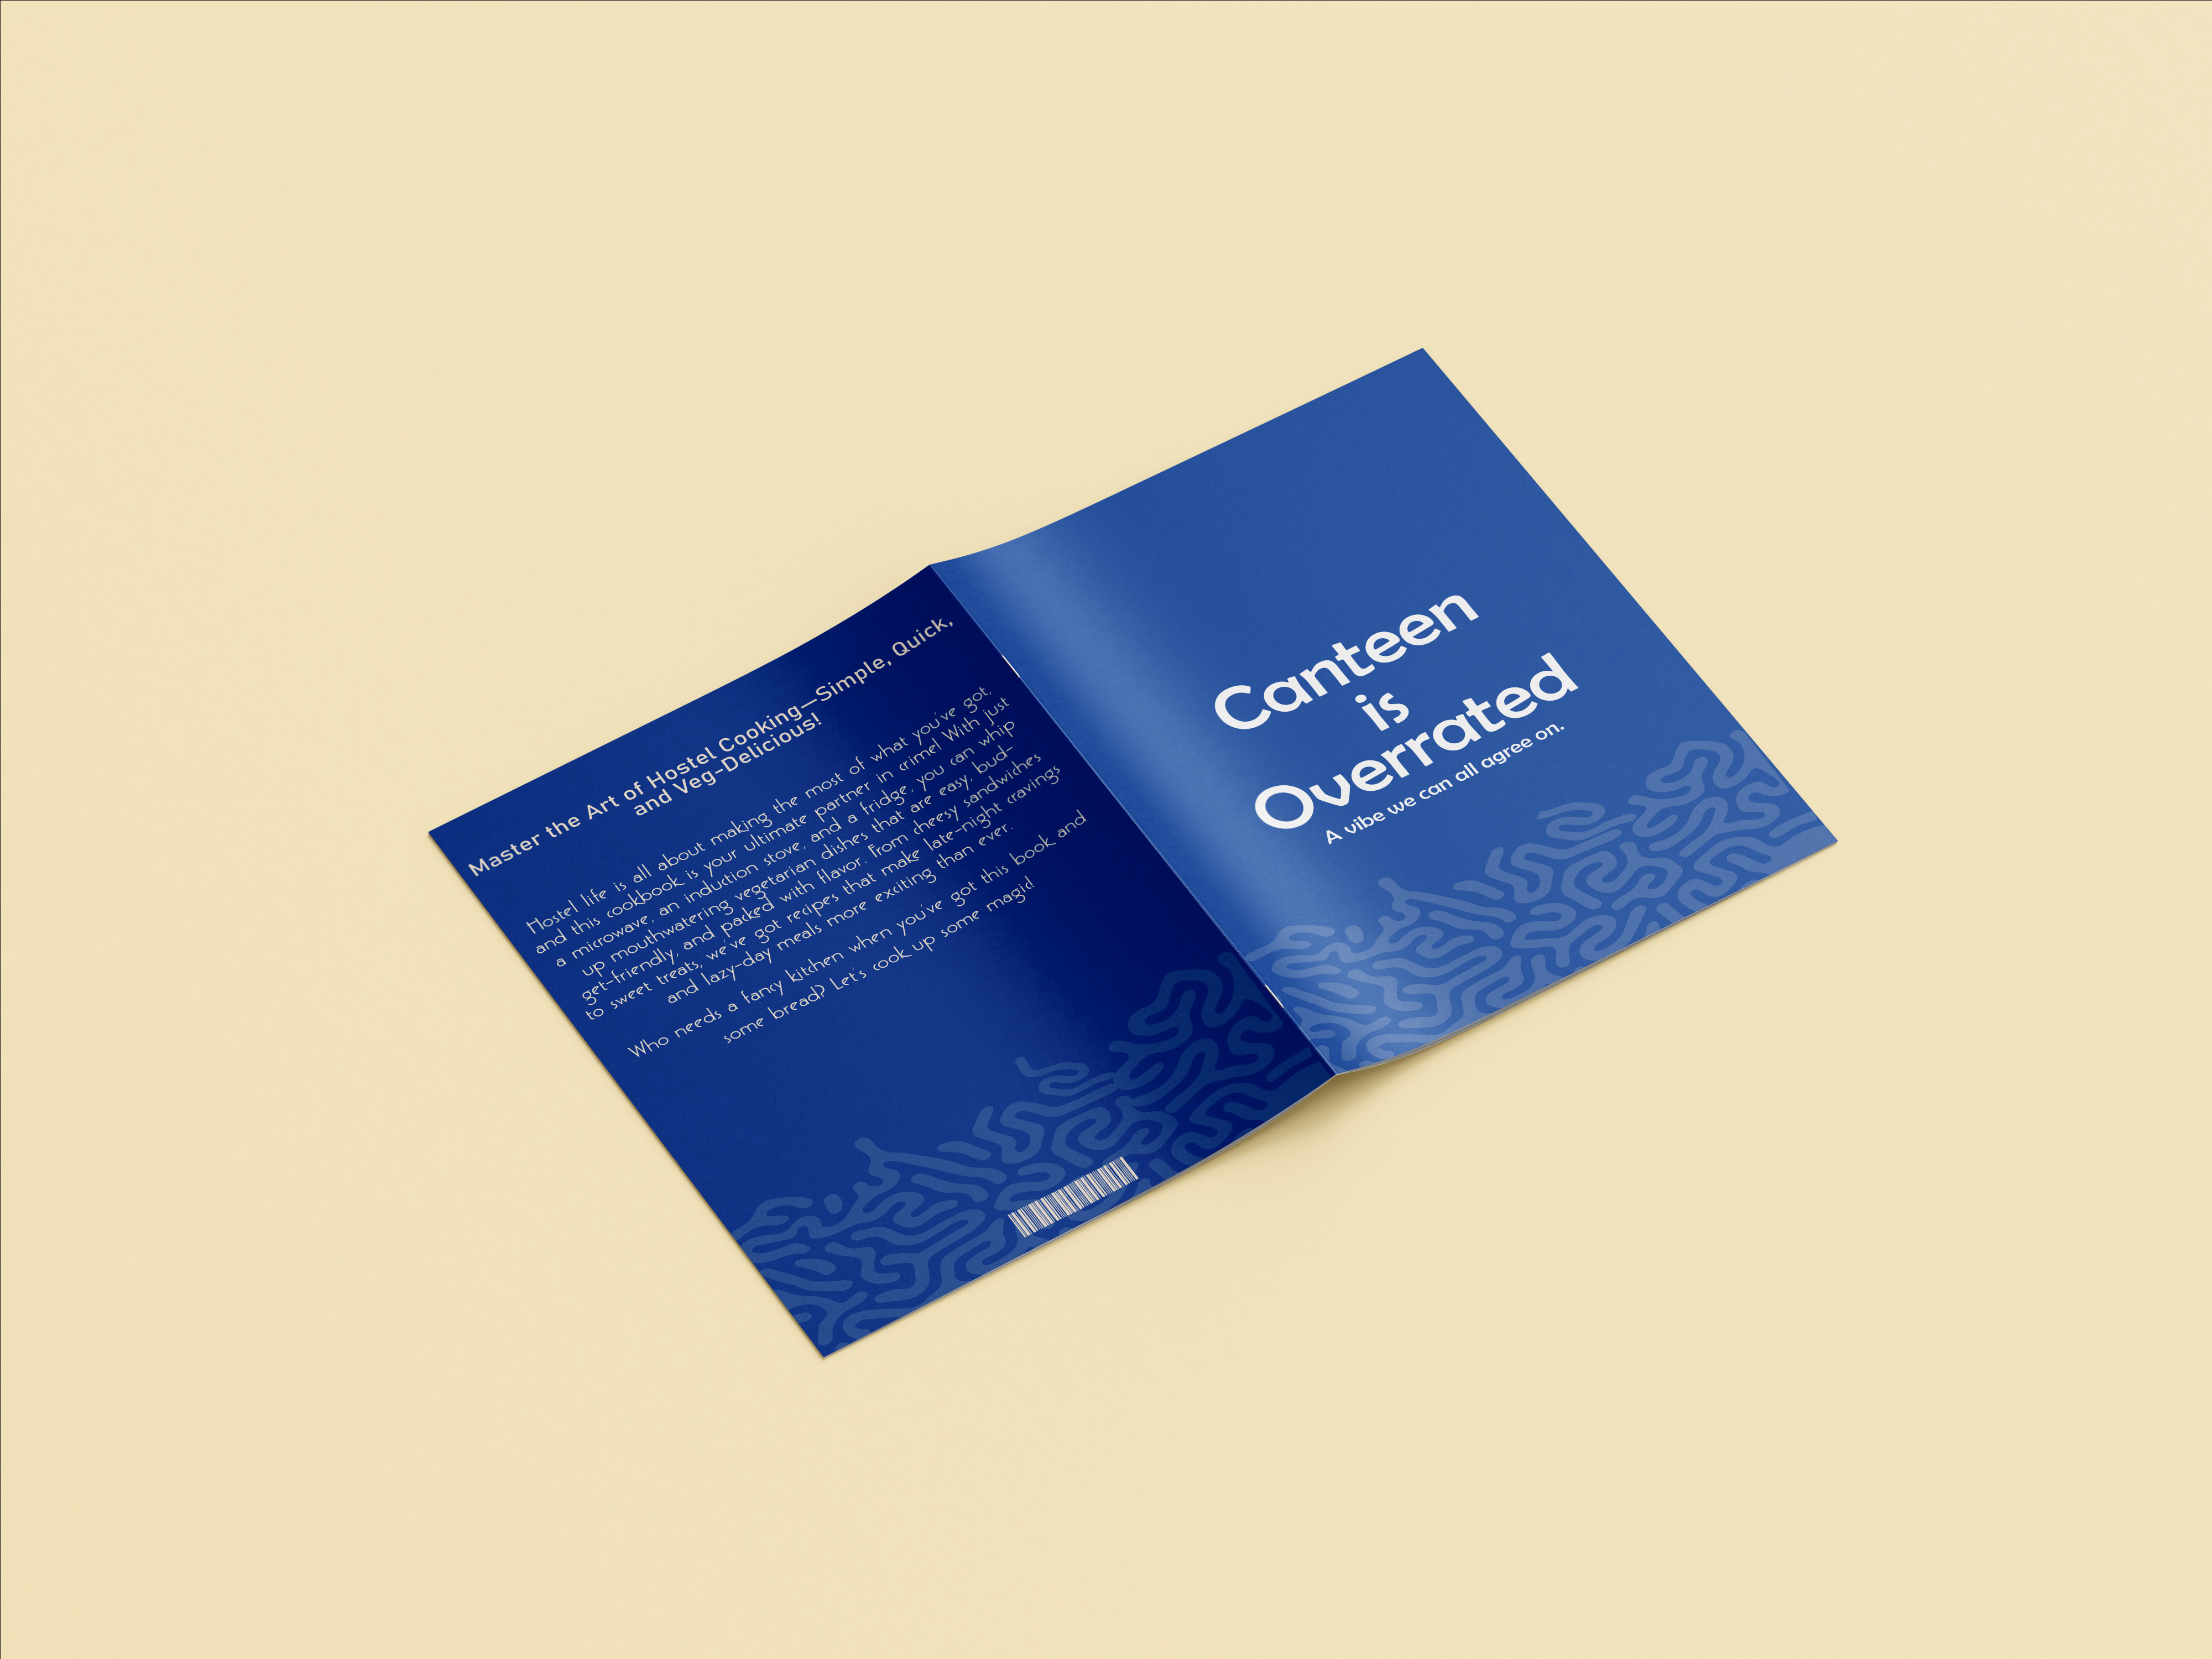 Master the Art of Hostel Cooking—Simple, Quick,
and Veg-Delicious!
Hostel life is all about making the most of what you've got,
and this cookbook is your ultimate partner in crime! With just
a microwave, an induction stove, and a fridge, you can whip
up mouthwatering vegetarian dishes that are easy, bud-
get-friendly, and packed with flavor. From cheesy sandwiches
to sweet treats, we've got recipes that make late-night cravings
and lazy-day meals more exciting than ever.
Who needs a fancy kitchen when you've got this book and
some bread? Let's cook up some magic!
Canteen
is
Overrated
A vibe we can all agree on.